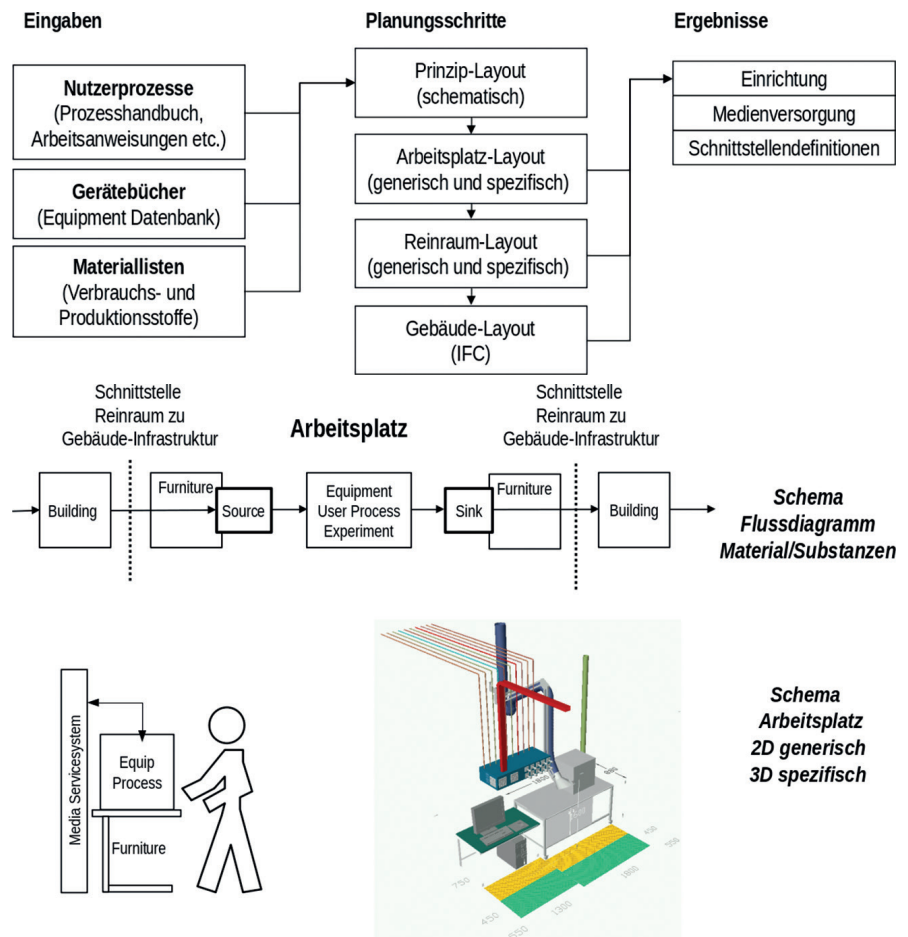 Eingaben
Planungsschritte
Ergebnisse
Nutzerprozesse
(Prozesshandbuch,
Arbeitsanweisungen etc.)
Gerätebücher
(Equipment Datenbank)
Materiallisten
(Verbrauchs- und
Produktionsstoffe)
Prinzip-Layout
(schematisch)
Arbeitsplatz-Layout
(generisch und spezifisch)
Reinraum-Layout
(generisch und spezifisch)
Gebäude-Layout
(IFC)
Einrichtung
Medienversorgung
Schnittstellendefinitionen
Schnittstelle
Reinraum zu
Gebäude-Infrastruktur
Arbeitsplatz
Schnittstelle
Reinraum zu
Gebäude-Infrastruktur
Building
Furniture
Source
Equipment
User Process
Experiment
Sink
Furniture
Building
Schema
Flussdiagramm
Material/Substanzen
Media Servicesystem
Equip
Process
Furniture
1800
750
450
550
1300
1800
450
Schema
Arbeitsplatz
2D generisch
3D spezifisch